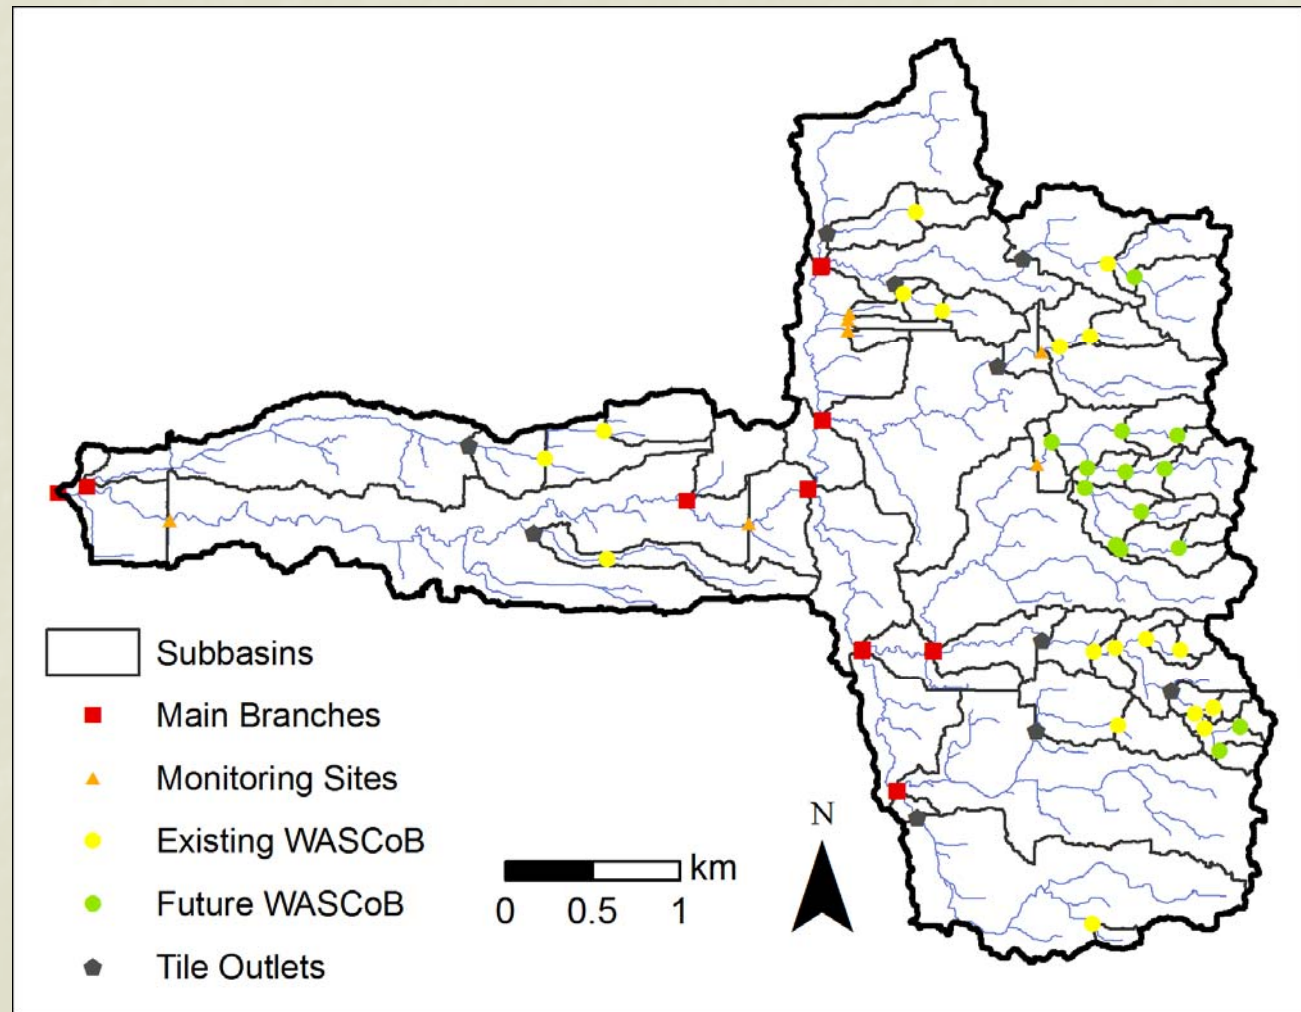 Subbasins
Main Branches
Monitoring Sites
Existing WASCoB
Future WASCoB
Tile Outlets
N
km
0 0.5 1